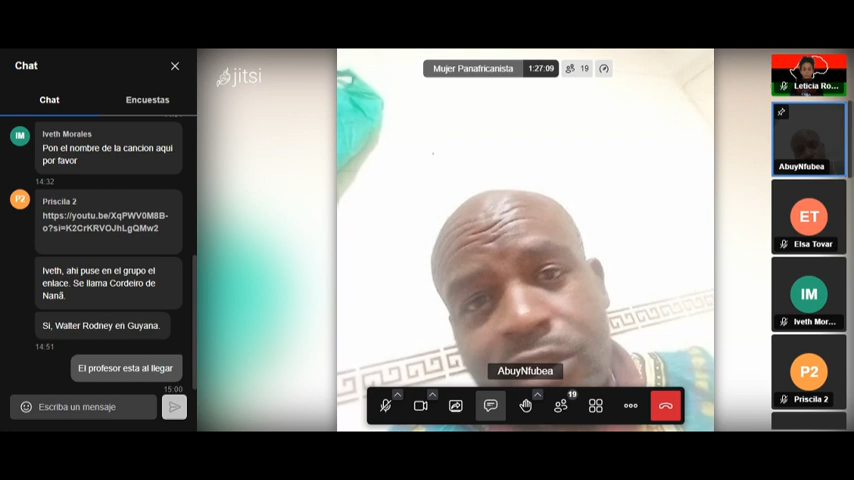 Chat
Chat
Encuestas
IM
Iveth Morales
Pon el nombre de la cancion aqui
por favor
14:32
P2
Priscila 2
https://youtu.be/XqPWV0M8B-
o?si=K2CrKRVOJhLgQMw2
Iveth, ahi puse en el grupo el
enlace. Se llama Cordeiro de
Nanã.
Si, Walter Rodney en Guyana.
14:51
El profesor esta al llegar
15:00
Escriba un mensaje
jitsi
Mujer Panafricanista
1:27:09
19
AbuyNfubea
19
Leticia Ro...
AbuyNfubea
ET
Elsa Tovar
IM
Iveth Mor...
P2
Priscila 2